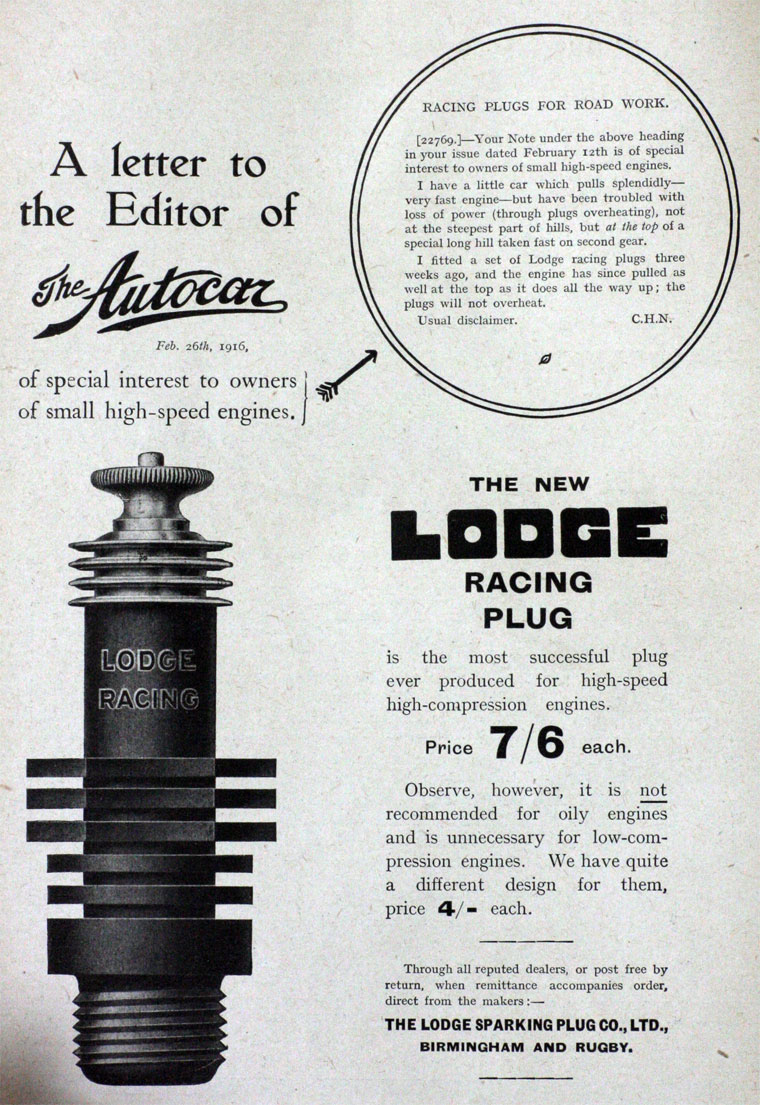 A letter to
the Editor of
The Autocar
Feb. 26th, 1916,
of special interest to owners
of small high-speed engines.
RACING PLUGS FOR ROAD WORK.
[22769.]—Your Note under the above heading
in your issue dated February 12th is of special
interest to owners of small high-speed engines.
I have a little car which pulls splendidly—
very fast engine—but have been troubled with
loss of power (through plugs overheating), not
at the steepest part of hills, but at the top of a
special long hill taken fast on second gear.
I fitted a set of Lodge racing plugs three
weeks ago, and the engine has since pulled as
well at the top as it does all the way up; the
plugs will not overheat.
Usual disclaimer. C.H.N.
LODGE
RACING
THE NEW
LODGE
RACING
PLUG
is the most successful plug
ever produced for high-speed
high-compression engines.
Price 7/6 each.
Observe, however, it is not
recommended for oily engines
and is unnecessary for low-com-
pression engines. We have quite
a different design for them,
price 4/- each.
Through all reputed dealers, or post free by
return, when remittance accompanies order,
direct from the makers:—
THE LODGE SPARKING PLUG CO., LTD.,
BIRMINGHAM AND RUGBY.